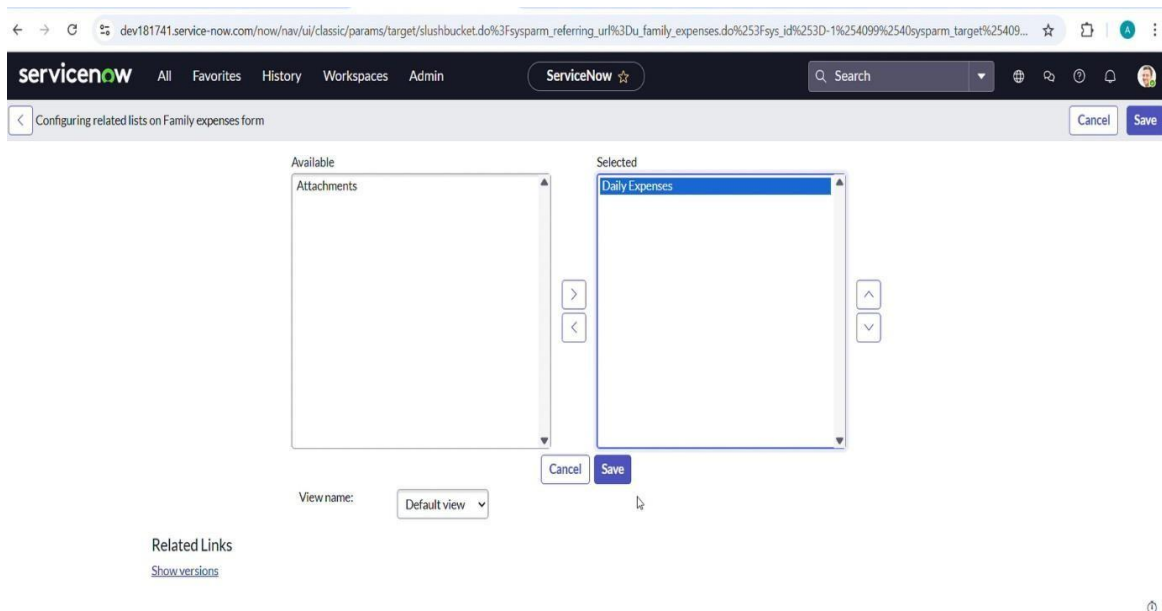 dev181741.service-now.com/now/nav/ui/classic/params/target/slushbucket.do%3Fsysparm_referring_url%3Du_family_expenses.do%253Fsys_id%253D-1%254099%2540sysparm_target%25409...
A
servicenow All Favorites History Workspaces Admin ServiceNow Search
Configuring related lists on Family expenses form Cancel Save
Available Selected
Attachments Daily Expenses
Cancel Save
View name: Default view
Related Links
Show versions